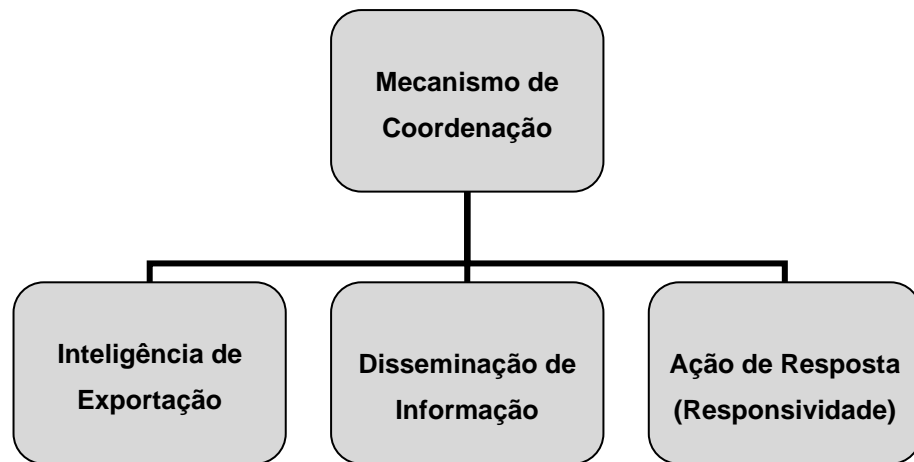 Mecanismo de
Coordenação
Inteligência de
Exportação
Disseminação de
Informação
Ação de Resposta
(Responsividade)